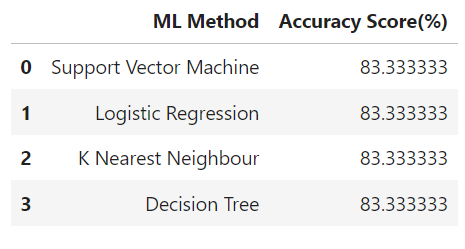 ML Method Accuracy Score(%)
0 Support Vector Machine 83.333333
1 Logistic Regression 83.333333
2 K Nearest Neighbour 83.333333
3 Decision Tree 83.333333